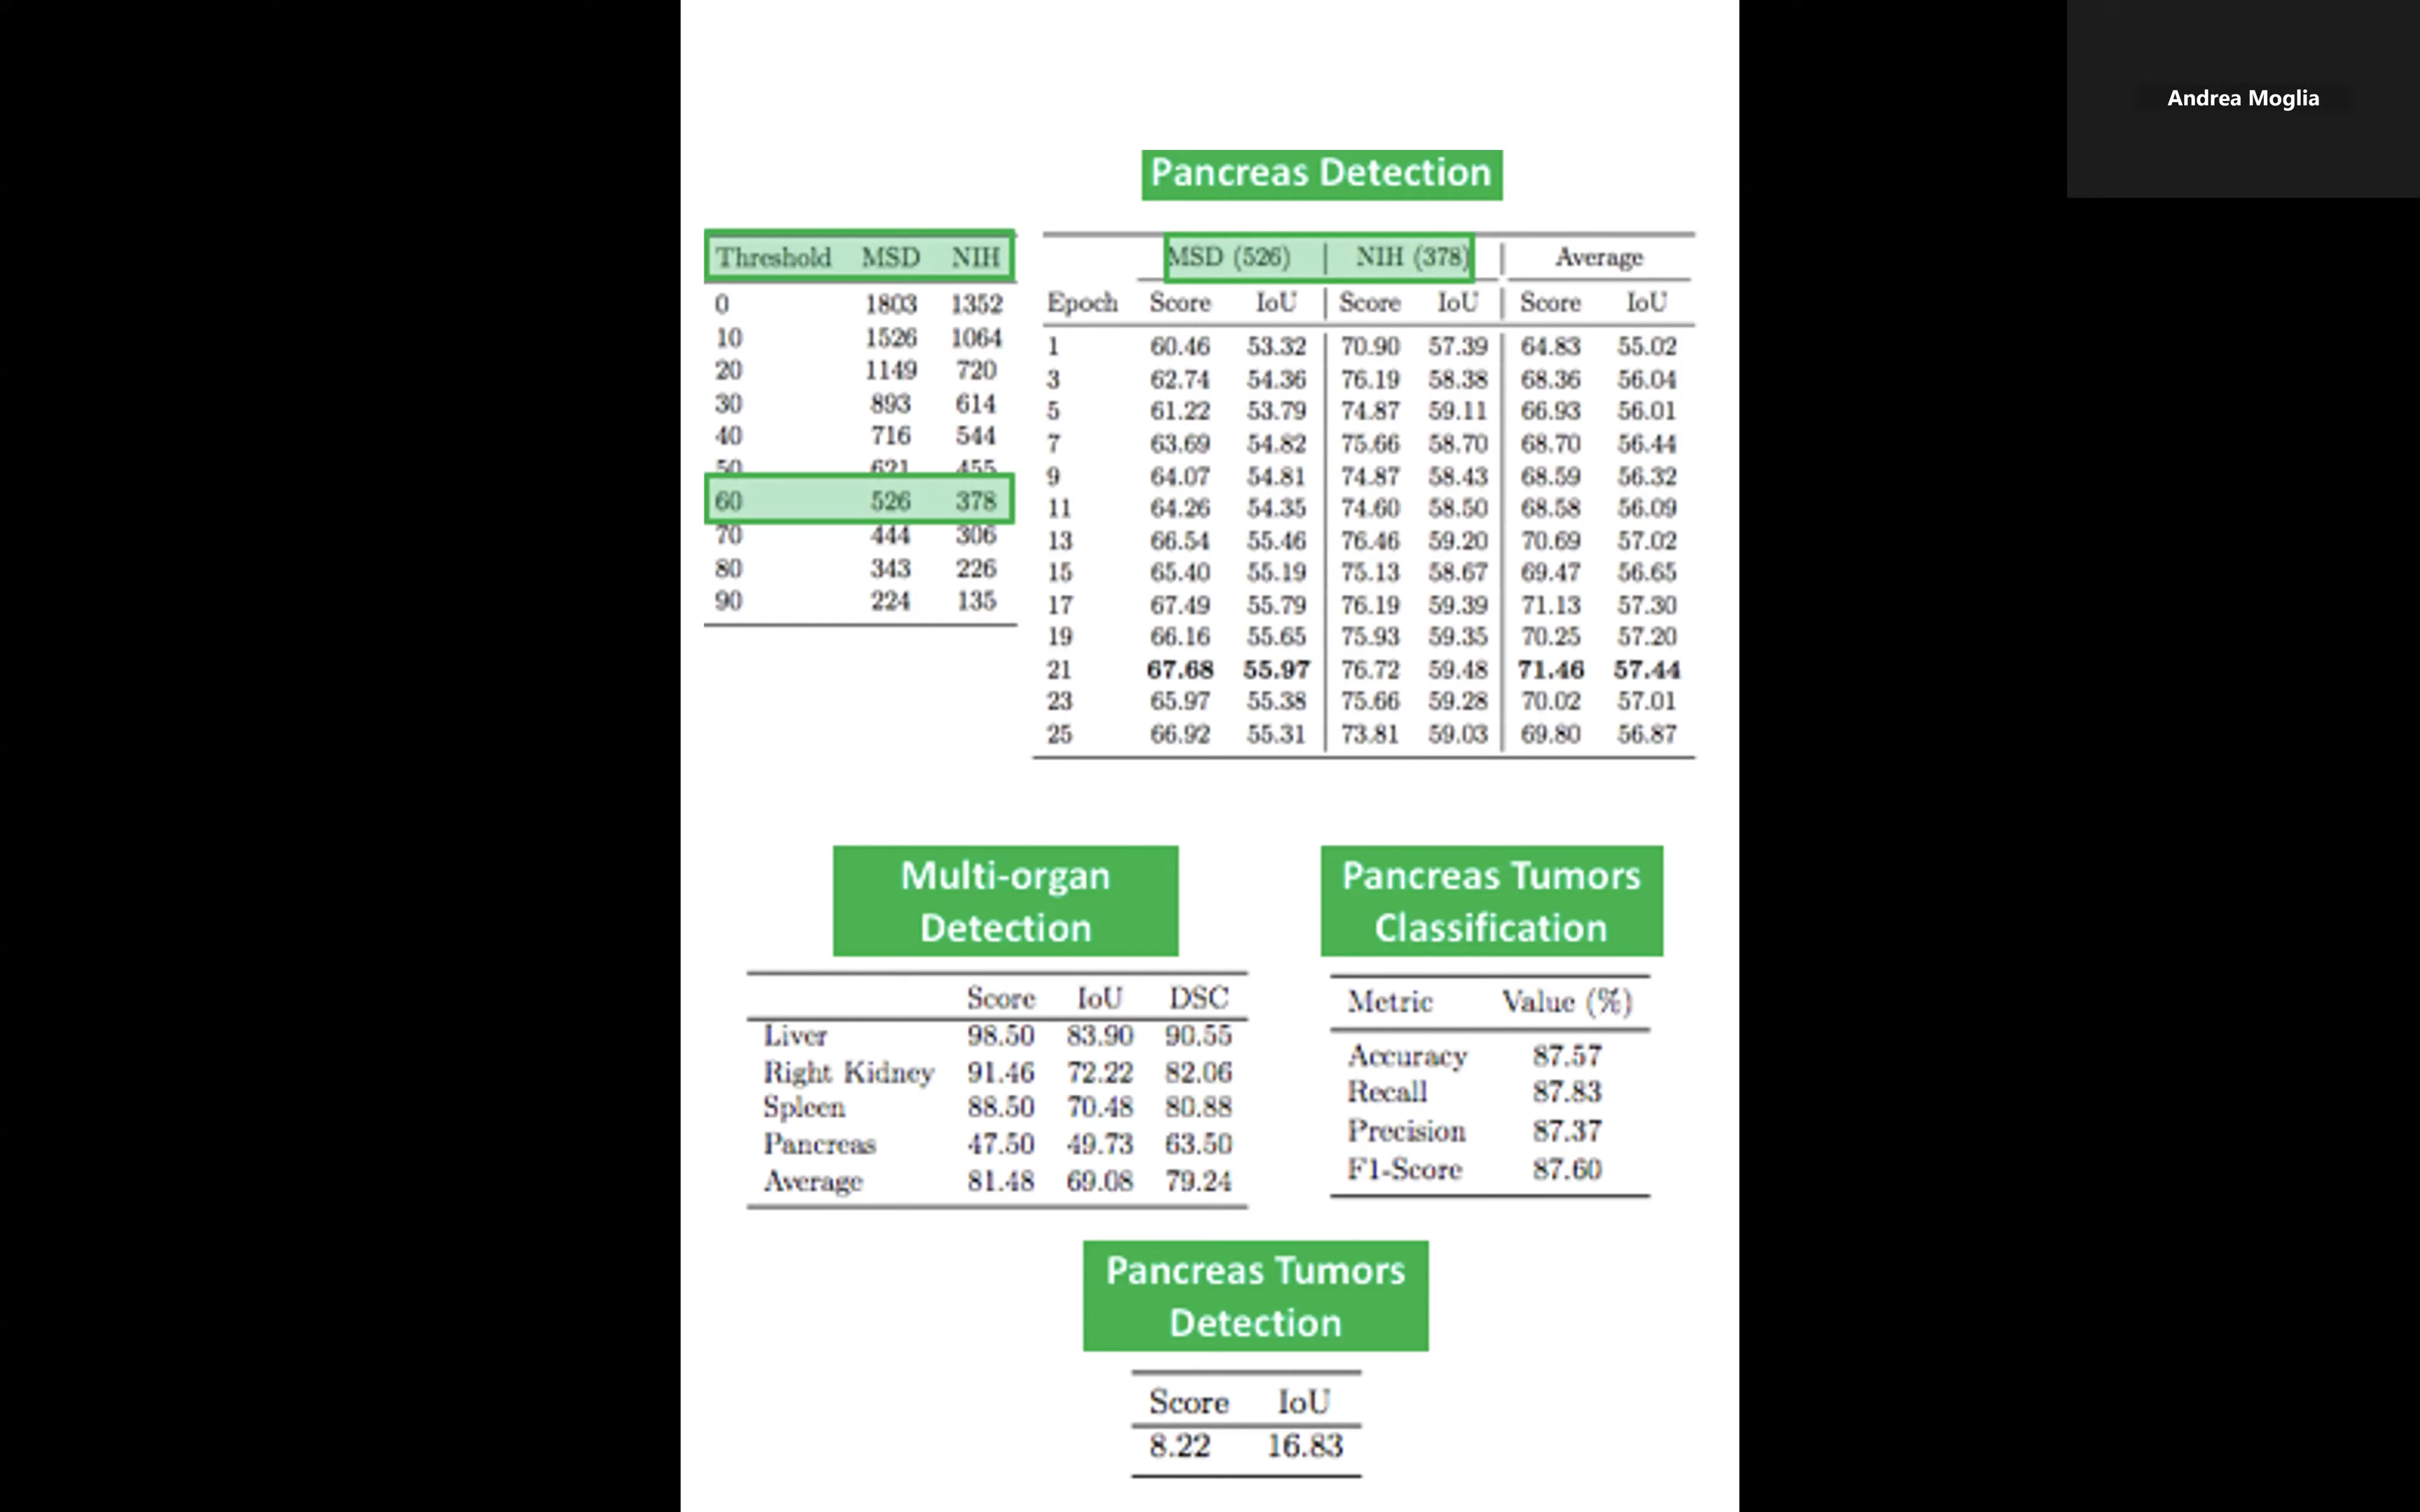 Andrea Moglia
Pancreas Detection
Threshold MSD NIH
0 1803 1352
10 1526 1064
20 1149 720
30 893 614
40 716 544
50 621 455
60 526 378
70 444 306
80 343 226
90 224 135
MSD (526) NIH (378) Average
Epoch Score IoU Score IoU Score IoU
1 60.46 53.32 70.90 57.39 64.83 55.02
3 62.74 54.36 76.19 58.38 68.36 56.04
5 61.22 53.79 74.87 59.11 66.93 56.01
7 63.69 54.82 75.66 58.70 68.70 56.44
9 64.07 54.81 74.87 58.43 68.59 56.32
11 64.26 54.35 74.60 58.50 68.58 56.09
13 66.54 55.46 76.46 59.20 70.69 57.02
15 65.40 55.19 75.13 58.67 69.47 56.65
17 67.49 55.79 76.19 59.39 71.13 57.30
19 66.16 55.65 75.93 59.35 70.25 57.20
21 67.68 55.97 76.72 59.48 71.46 57.44
23 65.97 55.38 75.66 59.28 70.02 57.01
25 66.92 55.31 73.81 59.03 69.80 56.87
Multi-organ
Detection
Score IoU DSC
Liver 98.50 83.90 90.55
Right Kidney 91.46 72.22 82.06
Spleen 88.50 70.48 80.88
Pancreas 47.50 49.73 63.50
Average 81.48 69.08 79.24
Pancreas Tumors
Classification
Metric Value (%)
Accuracy 87.57
Recall 87.83
Precision 87.37
F1-Score 87.60
Pancreas Tumors
Detection
Score IoU
8.22 16.83